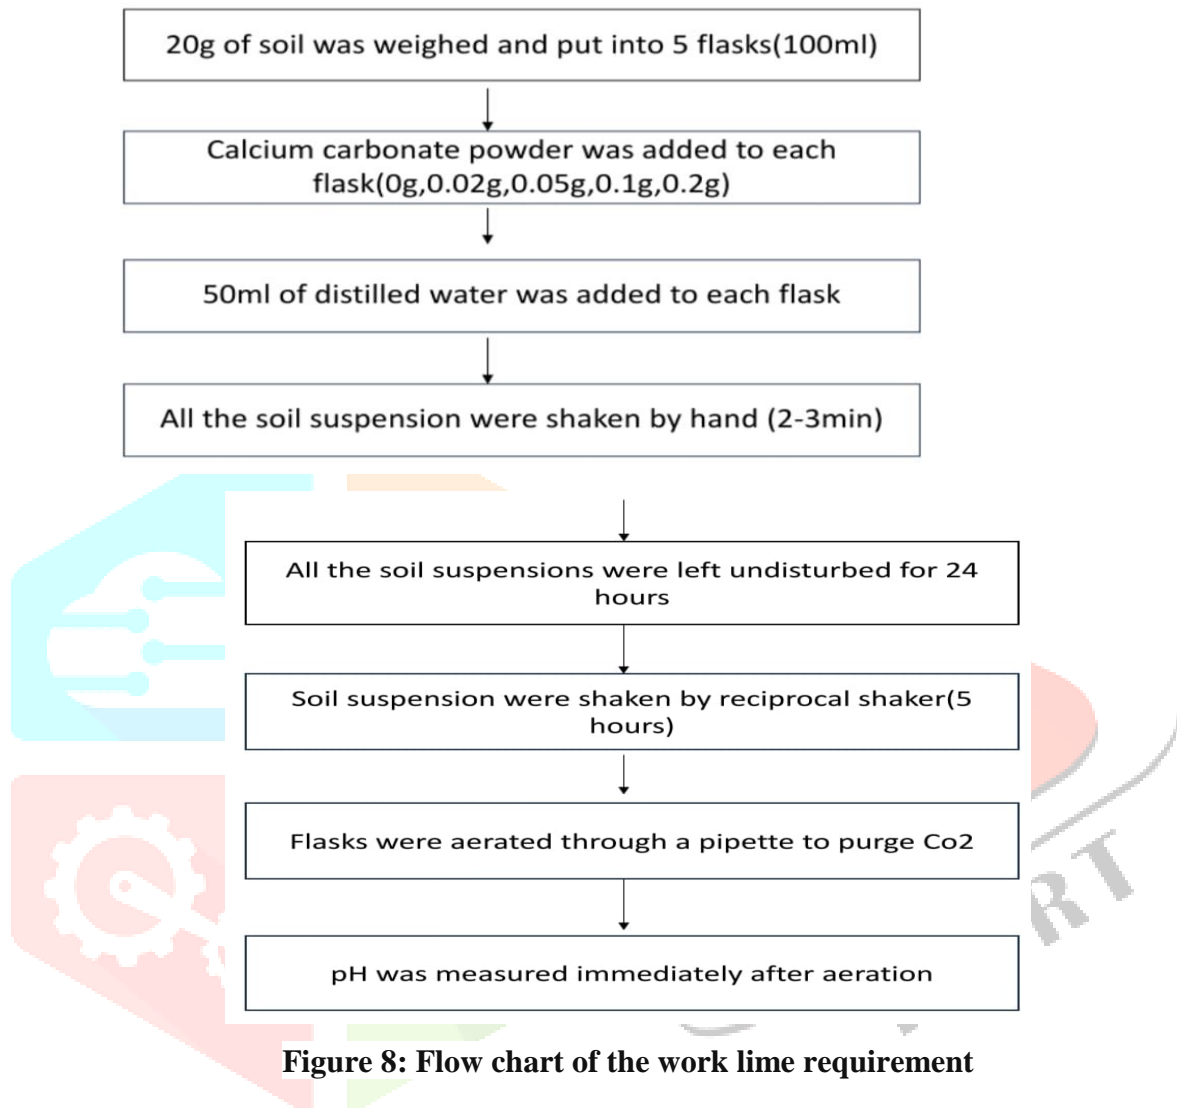 20g of soil was weighed and put into 5 flasks(100ml)
Calcium carbonate powder was added to each
flask(0g,0.02g,0.05g,0.1g,0.2g)
50ml of distilled water was added to each flask
All the soil suspension were shaken by hand (2-3min)
All the soil suspensions were left undisturbed for 24
hours
Soil suspension were shaken by reciprocal shaker(5
hours)
Flasks were aerated through a pipette to purge Co2
pH was measured immediately after aeration
Figure 8: Flow chart of the work lime requirement